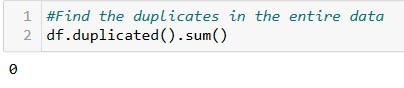 1 #Find the duplicates in the entire data
2 df.duplicated().sum()
0